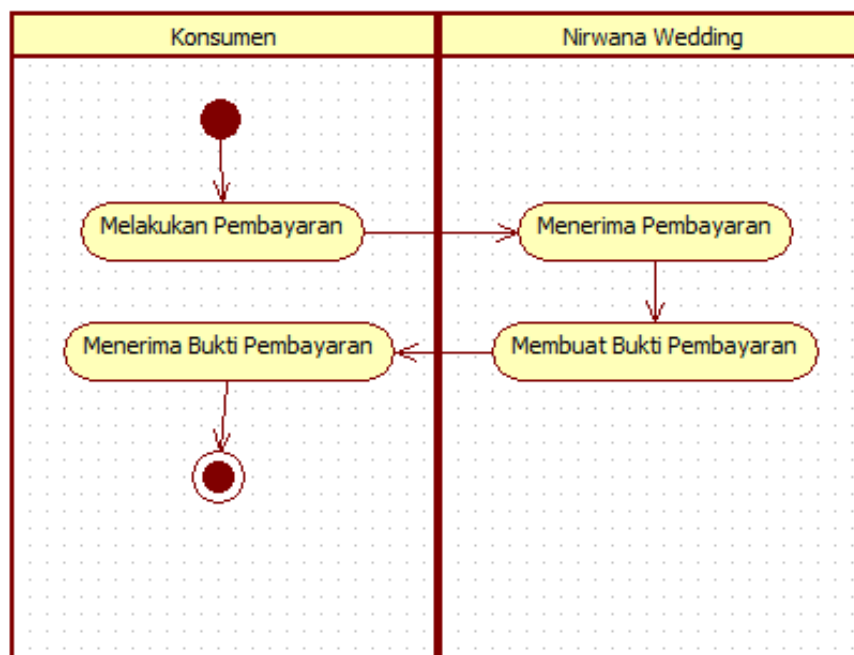 Konsumen
Nirwana Wedding
Melakukan Pembayaran
Menerima Pembayaran
Menerima Bukti Pembayaran
Membuat Bukti Pembayaran